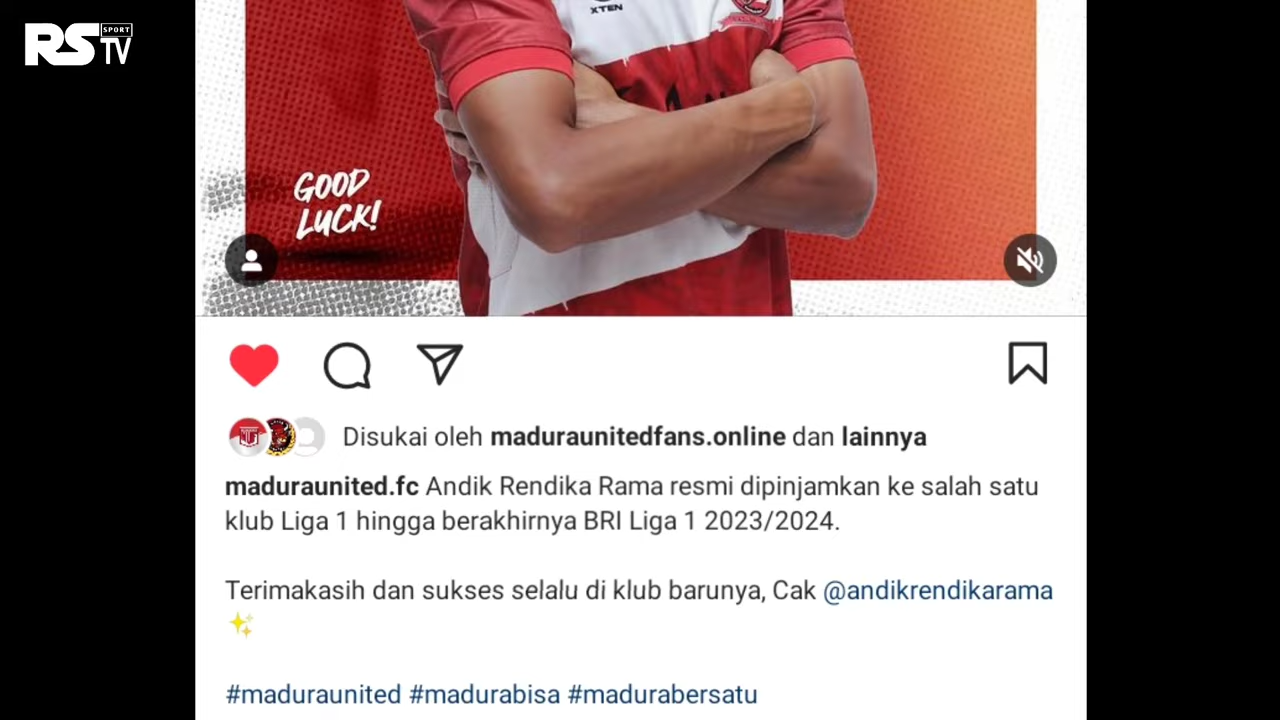 RS SPORT TV
XTEN
GOOD
LUCK!
Disukai oleh maduraunitedfans.online dan lainnya
maduraunited.fc Andik Rendika Rama resmi dipinjamkan ke salah satu
klub Liga 1 hingga berakhirnya BRI Liga 1 2023/2024.
Terimakasih dan sukses selalu di klub barunya, Cak @andikrendikarama
✨
#maduraunited #madurabisa #madurabersatu